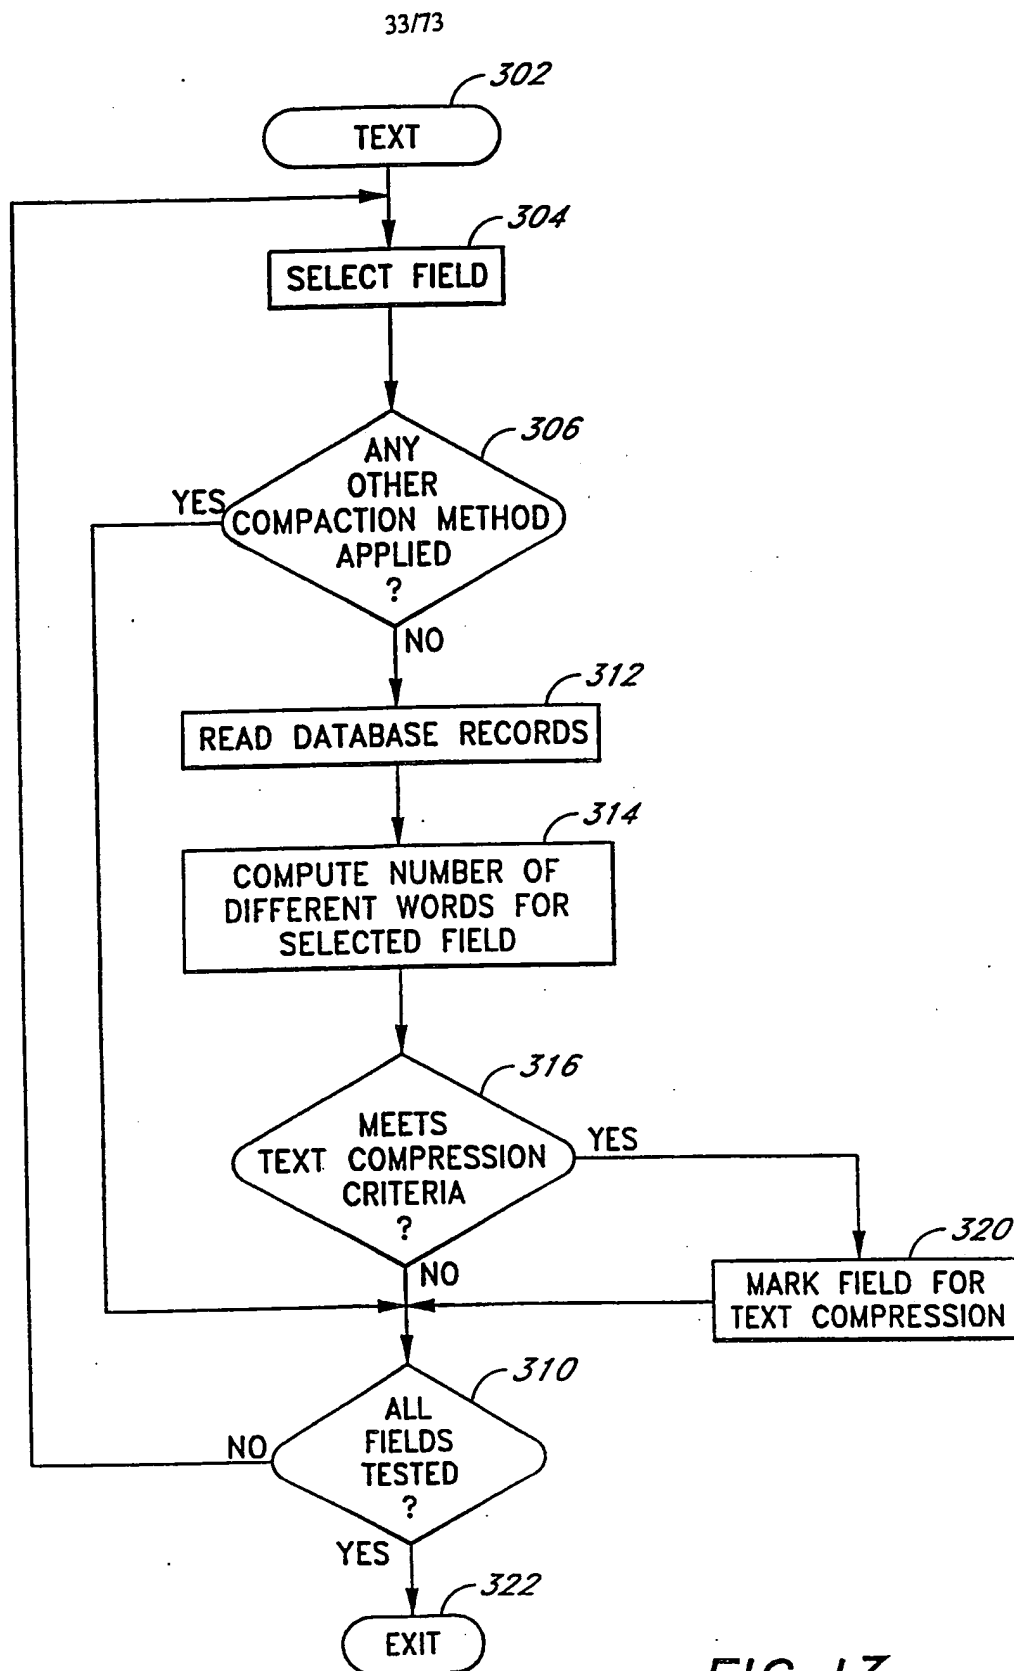 33/73
302
TEXT
304
SELECT FIELD
306
ANY
OTHER
COMPACTION METHOD
APPLIED
?
YES
NO
312
READ DATABASE RECORDS
314
COMPUTE NUMBER OF
DIFFERENT WORDS FOR
SELECTED FIELD
316
MEETS
TEXT COMPRESSION
CRITERIA
?
YES
NO
320
MARK FIELD FOR
TEXT COMPRESSION
310
ALL
FIELDS
TESTED
?
NO
YES
322
EXIT